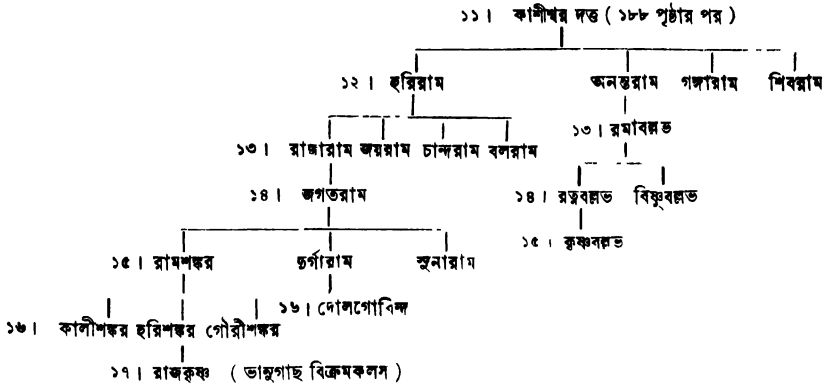 ১১। কাশীশ্বর দত্ত ( ১৮৮ পৃষ্ঠার পর )
১২। হরিরাম অনন্তরাম গঙ্গারাম শিবরাম
১৩। রাজারাম জয়রাম চান্দরাম বলরাম
১৩। রমাবল্লভ
১৪। জগতরাম
১৪। রত্নবল্লভ বিষ্ণুবল্লভ
১৫। কৃষ্ণবল্লভ
১৫। রামশঙ্কর দুর্গারাম সুনারাম
১৬। দোলগোবিন্দ
১৬। কালীশঙ্কর হরিশঙ্কর গৌরীশঙ্কর
১৭। রাজকৃষ্ণ ( ভানুগাছ বিক্রমকলস )